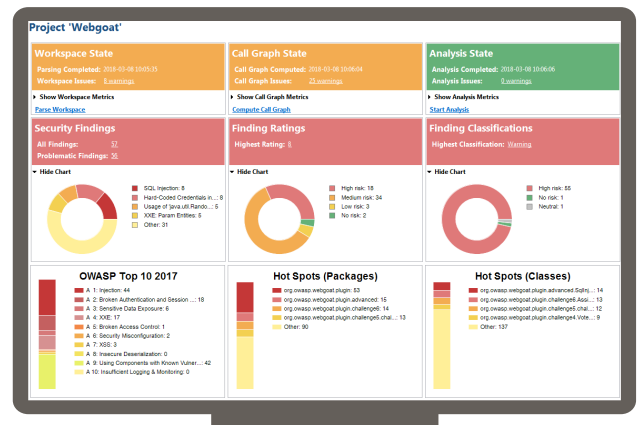 Project 'Webgoat'
Workspace State
Parsing Completed: 2018-03-08 10:05:35
Workspace Issues: 8 warnings
Show Workspace Metrics
Parse Workspace
Call Graph State
Call Graph Computed: 2018-03-08 10:06:04
Call Graph Issues: 25 warnings
Show Call Graph Metrics
Compute Call Graph
Analysis State
Analysis Completed: 2018-03-08 10:06:06
Analysis Issues: 0 warnings
Show Analysis Metrics
Start Analysis
Security Findings
All Findings: 57
Problematic Findings: 56
Hide Chart
SQL Injection: 8
Hard-Coded Credentials in...: 8
Usage of 'java.util.Rando...: 5
XXE: Param Entities: 5
Other: 31
Finding Ratings
Highest Rating: 8
Hide Chart
High risk: 18
Medium risk: 34
Low risk: 3
No risk: 2
Finding Classifications
Highest Classification: Warning
Hide Chart
High risk: 55
No risk: 1
Neutral: 1
OWASP Top 10 2017
A 1: Injection: 44
A 2: Broken Authentication and Session ...: 18
A 3: Sensitive Data Exposure: 6
A 4: XXE: 17
A 5: Broken Access Control: 1
A 6: Security Misconfiguration: 2
A 7: XSS: 3
A 8: Insecure Deserialization: 0
A 9: Using Components with Known Vulner...: 42
A 10: Insufficient Logging & Monitoring: 0
Hot Spots (Packages)
org.owasp.webgoat.plugin: 53
org.owasp.webgoat.plugin.advanced: 15
org.owasp.webgoat.plugin.challenge6: 14
org.owasp.webgoat.plugin.challenge5.chal...: 13
Other: 90
Hot Spots (Classes)
org.owasp.webgoat.plugin.advanced.SqlInj...: 14
org.owasp.webgoat.plugin.challenge6.Assi...: 13
org.owasp.webgoat.plugin.challenge5.chal...: 12
org.owasp.webgoat.plugin.challenge4.Vote...: 9
Other: 137